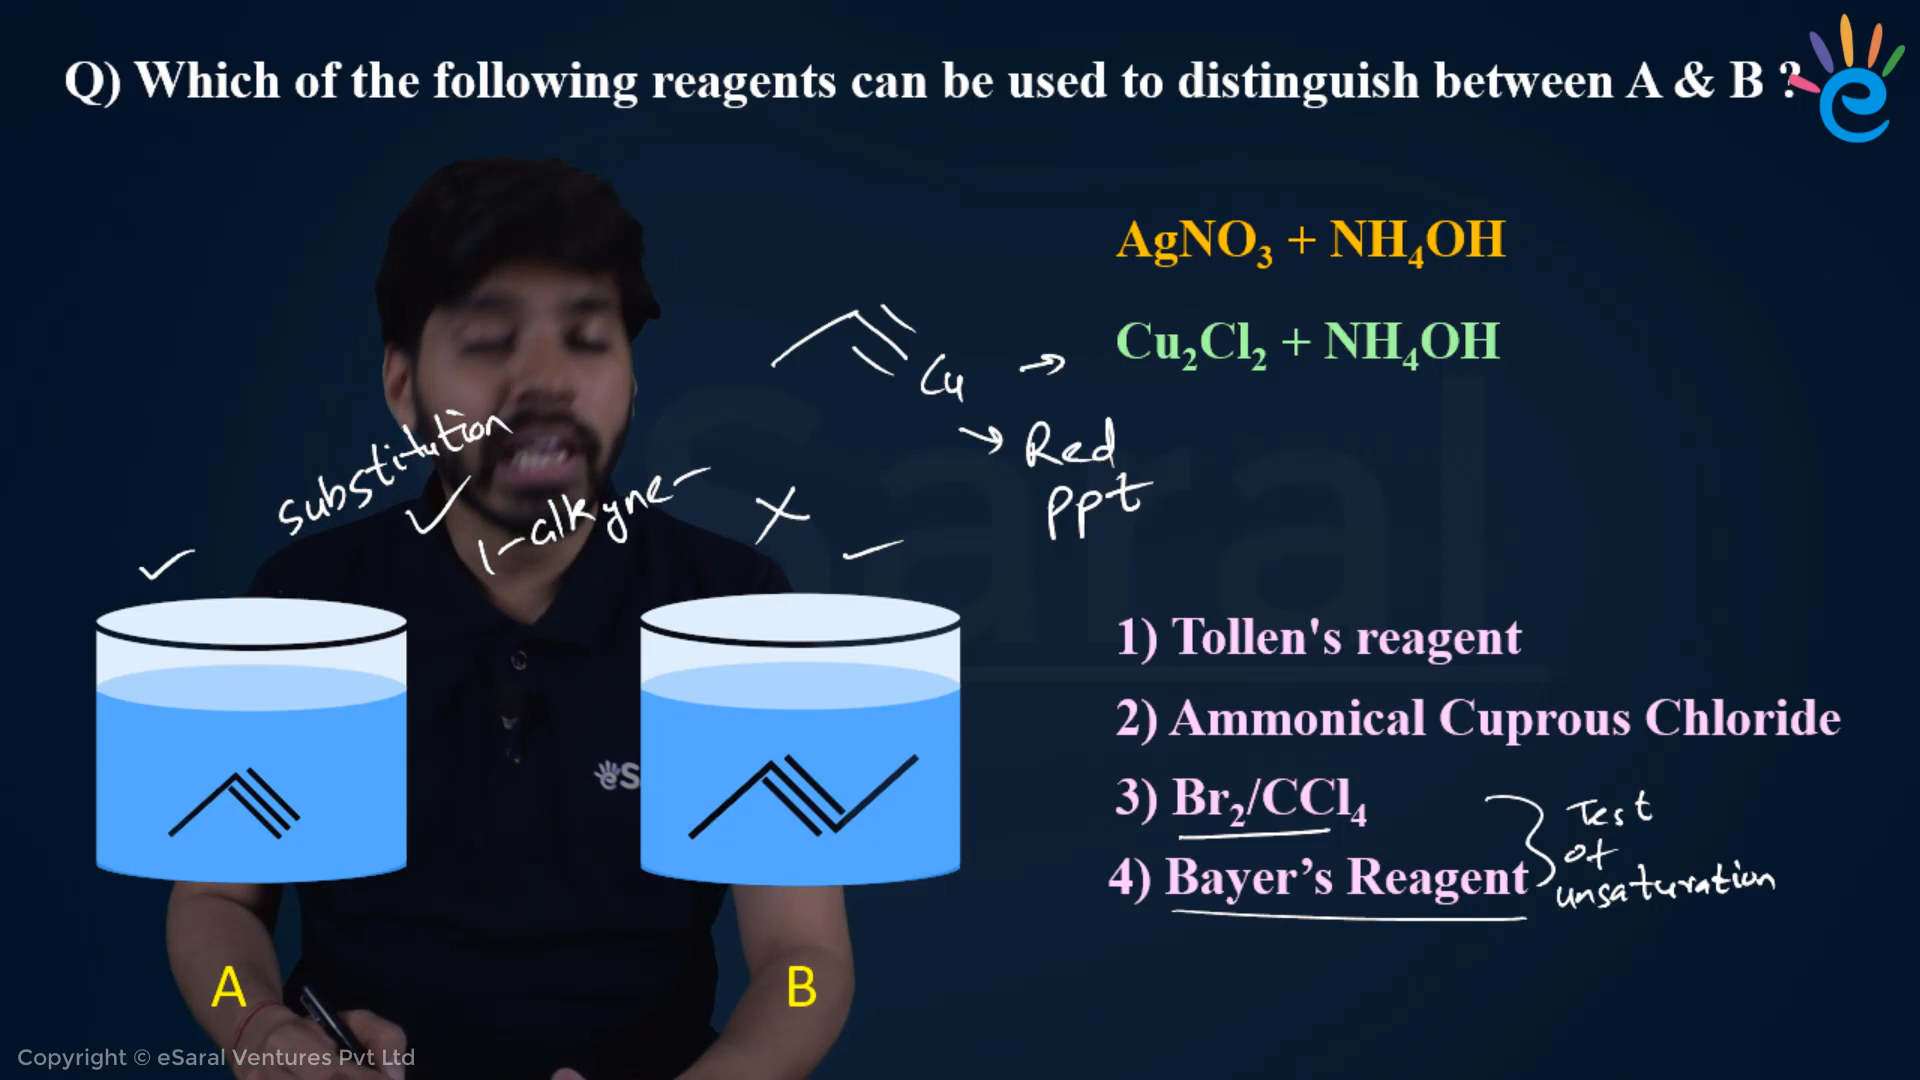 Q) Which of the following reagents can be used to distinguish between A & B ?
AgNO₃ + NH₄OH
Cu₂Cl₂ + NH₄OH
Cu →
→ Red
ppt
substitution
1-alkyne-
1) Tollen's reagent
2) Ammonical Cuprous Chloride
3) Br₂/CCl₄
4) Bayer’s Reagent
Test
of
unsaturation
eS
A
B
Copyright © eSaral Ventures Pvt Ltd